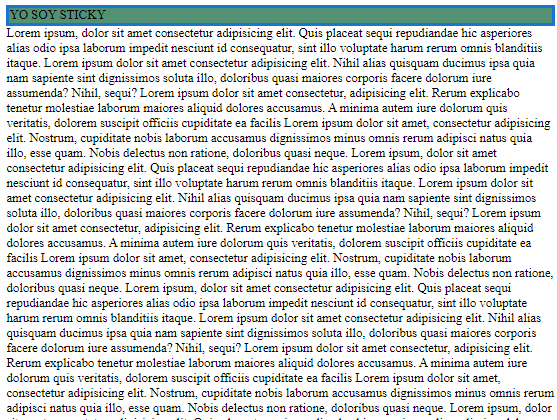 YO SOY STICKY
Lorem ipsum, dolor sit amet consectetur adipisicing elit. Quis placeat sequi repudiandae hic asperiores
alias odio ipsa laborum impedit nesciunt id consequatur, sint illo voluptate harum rerum omnis blanditiis
itaque. Lorem ipsum dolor sit amet consectetur adipisicing elit. Nihil alias quisquam ducimus ipsa quia
nam sapiente sint dignissimos soluta illo, doloribus quasi maiores corporis facere dolorum iure
assumenda? Nihil, sequi? Lorem ipsum dolor sit amet consectetur, adipisicing elit. Rerum explicabo
tenetur molestiae laborum maiores aliquid dolores accusamus. A minima autem iure dolorum quis
veritatis, dolorem suscipit officiis cupiditate ea facilis Lorem ipsum dolor sit amet, consectetur adipisicing
elit. Nostrum, cupiditate nobis laborum accusamus dignissimos minus omnis rerum adipisci natus quia
illo, esse quam. Nobis delectus non ratione, doloribus quasi neque. Lorem ipsum, dolor sit amet
consectetur adipisicing elit. Quis placeat sequi repudiandae hic asperiores alias odio ipsa laborum impedit
nesciunt id consequatur, sint illo voluptate harum rerum omnis blanditiis itaque. Lorem ipsum dolor sit
amet consectetur adipisicing elit. Nihil alias quisquam ducimus ipsa quia nam sapiente sint dignissimos
soluta illo, doloribus quasi maiores corporis facere dolorum iure assumenda? Nihil, sequi? Lorem ipsum
dolor sit amet consectetur, adipisicing elit. Rerum explicabo tenetur molestiae laborum maiores aliquid
dolores accusamus. A minima autem iure dolorum quis veritatis, dolorem suscipit officiis cupiditate ea
facilis Lorem ipsum dolor sit amet, consectetur adipisicing elit. Nostrum, cupiditate nobis laborum
accusamus dignissimos minus omnis rerum adipisci natus quia illo, esse quam. Nobis delectus non ratione,
doloribus quasi neque. Lorem ipsum, dolor sit amet consectetur adipisicing elit. Quis placeat sequi
repudiandae hic asperiores alias odio ipsa laborum impedit nesciunt id consequatur, sint illo voluptate
harum rerum omnis blanditiis itaque. Lorem ipsum dolor sit amet consectetur adipisicing elit. Nihil alias
quisquam ducimus ipsa quia nam sapiente sint dignissimos soluta illo, doloribus quasi maiores corporis
facere dolorum iure assumenda? Nihil, sequi? Lorem ipsum dolor sit amet consectetur, adipisicing elit.
Rerum explicabo tenetur molestiae laborum maiores aliquid dolores accusamus. A minima autem iure
dolorum quis veritatis, dolorem suscipit officiis cupiditate ea facilis Lorem ipsum dolor sit amet,
consectetur adipisicing elit. Nostrum, cupiditate nobis laborum accusamus dignissimos minus omnis rerum
adipisci natus quia illo, esse quam. Nobis delectus non ratione, doloribus quasi neque. Lorem ipsum,